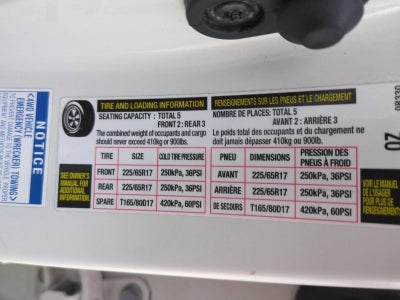 TIRE AND LOADING INFORMATION
SEATING CAPACITY : TOTAL 5
FRONT 2 : REAR 3
The combined weight of occupants and cargo
should never exceed 410kg or 900lbs.
TIRE SIZE COLD TIRE PRESSURE
FRONT 225/65R17 250kPa, 36PSI
REAR 225/65R17 250kPa, 36PSI
SPARE T165/80D17 420kPa, 60PSI
SEE OWNER'S
MANUAL FOR
ADDITIONAL
INFORMATION.
RENSEIGNEMENTS SUR LES PNEUS ET LE CHARGEMENT
NOMBRE DE PLACES: TOTAL 5
AVANT 2 : ARRIÈRE 3
Le poids total des occupants et du chargement ne
doit jamais dépasser 410kg ou 900lb.
PNEU DIMENSIONS PRESSION DES
PNEUS À FROID
AVANT 225/65R17 250kPa, 36PSI
ARRIÈRE 225/65R17 250kPa, 36PSI
DE SECOURS T165/80D17 420kPa, 60PSI
VOIR LE MANUEL
DE L'USAGER
POUR PLUS DE
RENSEIGNEMENTS
NOTICE
<4WD VEHICLE
EMERGENCY WRECKER TOWING>